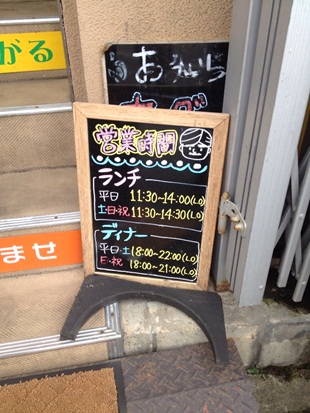 がる
お
営業時間
ランチ
平日 11:30~14:00(L.O)
土・日・祝 11:30~14:30(L.O)
ディナー
平日・土 18:00~22:00(L.O)
日・祝 18:00~21:00(L.O)
ませ